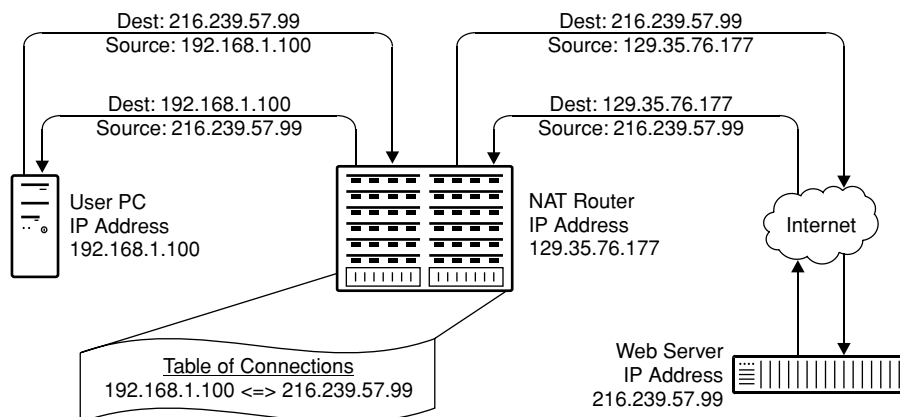 Dest: 216.239.57.99
Source: 192.168.1.100
Dest: 216.239.57.99
Source: 129.35.76.177
Dest: 192.168.1.100
Source: 216.239.57.99
Dest: 129.35.76.177
Source: 216.239.57.99
User PC
IP Address
192.168.1.100
NAT Router
IP Address
129.35.76.177
Internet
Table of Connections
192.168.1.100 <=> 216.239.57.99
Web Server
IP Address
216.239.57.99